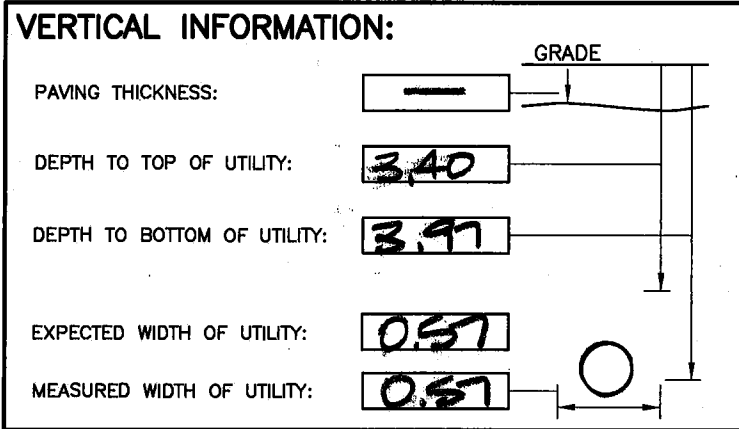 VERTICAL INFORMATION:
GRADE
PAVING THICKNESS: —
DEPTH TO TOP OF UTILITY: 3.40
DEPTH TO BOTTOM OF UTILITY: 3.97
EXPECTED WIDTH OF UTILITY: 0.57
MEASURED WIDTH OF UTILITY: 0.57